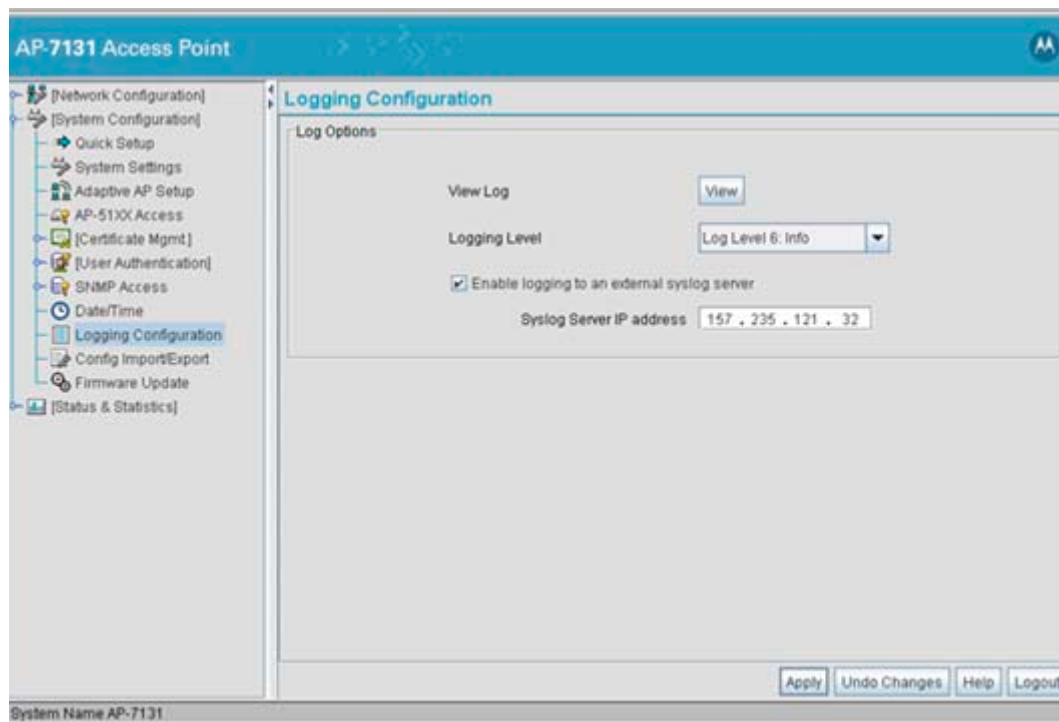 AP-7131 Access Point
[Network Configuration]
[System Configuration]
Quick Setup
System Settings
Adaptive AP Setup
AP-51XX Access
[Certificate Mgmt]
[User Authentication]
SNMP Access
Date/Time
Logging Configuration
Config Import/Export
Firmware Update
[Status & Statistics]
Logging Configuration
Log Options
View Log View
Logging Level Log Level 6: Info
Enable logging to an external syslog server
Syslog Server IP address 157 . 235 . 121 . 32
Apply Undo Changes Help Logout
System Name AP-7131